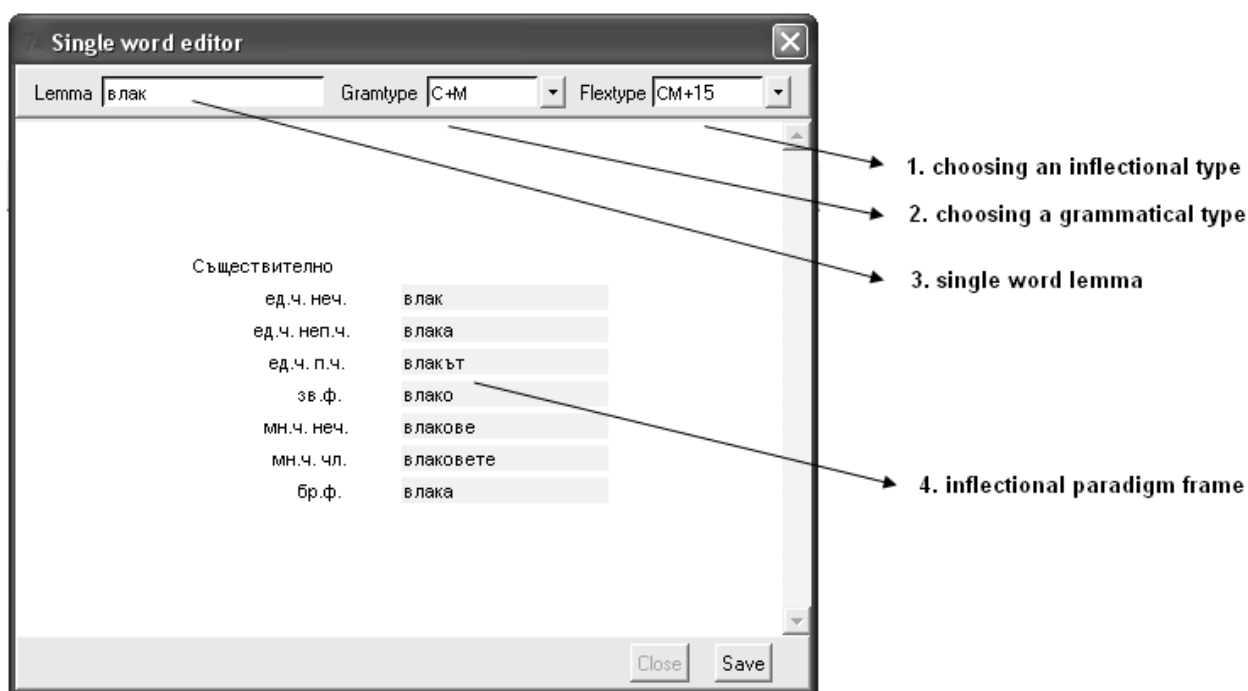 Single word editor
Lemma влак Gramtype С+М Flextype СМ+15
1. choosing an inflectional type
2. choosing a grammatical type
Съществително
3. single word lemma
ед.ч. неч. влак
ед.ч. неп.ч. влака
ед.ч. п.ч. влакът
зв.ф. влако
мн.ч. неч. влакове
мн.ч. чл. влаковете
4. inflectional paradigm frame
бр.ф. влака
Close Save